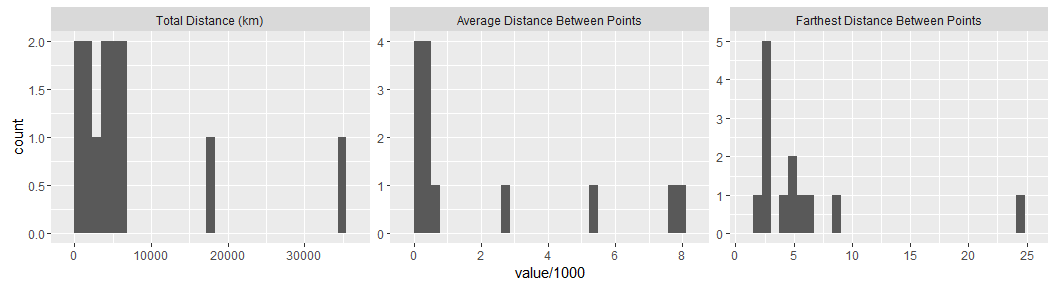 Total Distance (km)
Average Distance Between Points
Farthest Distance Between Points
count
2.0
1.5
1.0
0.5
0.0
0 10000 20000 30000
4
3
2
1
0
0 2 4 6 8
5
4
3
2
1
0
0 5 10 15 20 25
value/1000